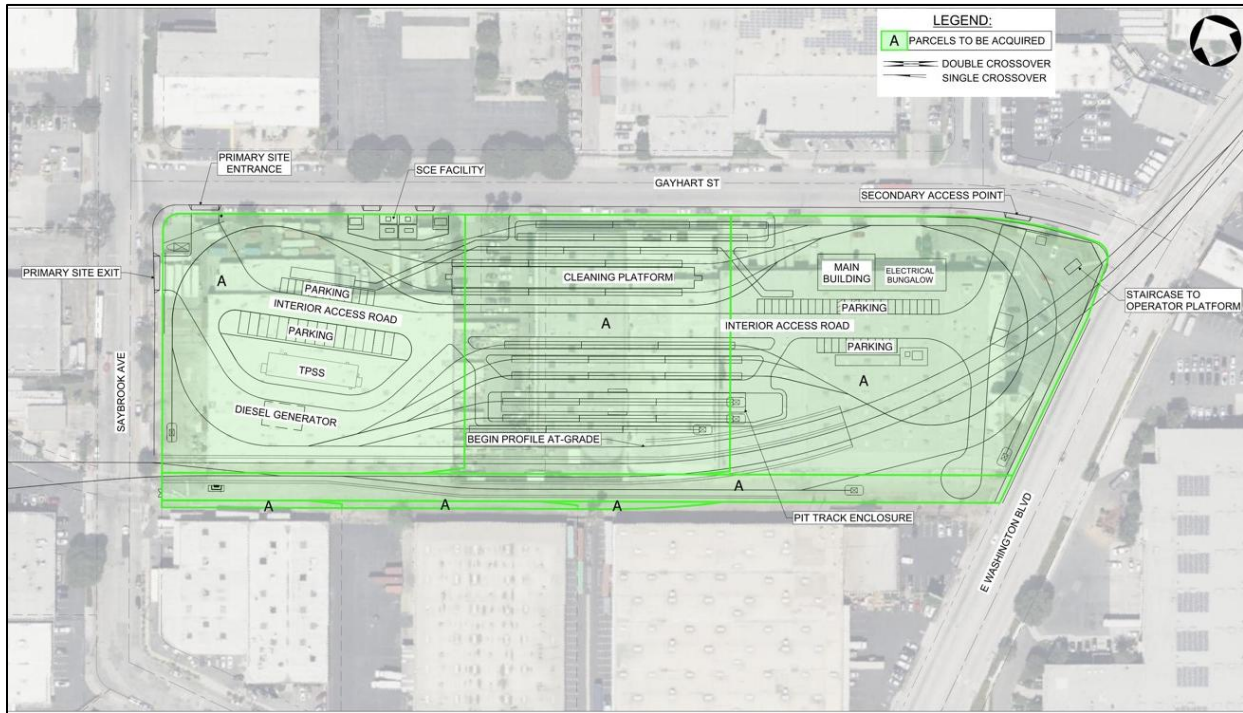 LEGEND:
A PARCELS TO BE ACQUIRED
DOUBLE CROSSOVER
SINGLE CROSSOVER
PRIMARY SITE
ENTRANCE
SCE FACILITY
GAYHART ST
SECONDARY ACCESS POINT
PRIMARY SITE EXIT
A
PARKING
INTERIOR ACCESS ROAD
PARKING
TPSS
DIESEL GENERATOR
SAYBROOK AVE
CLEANING PLATFORM
A
MAIN
BUILDING
ELECTRICAL
BUNGALOW
PARKING
INTERIOR ACCESS ROAD
PARKING
A
STAIRCASE TO
OPERATOR PLATFORM
BEGIN PROFILE AT-GRADE
A
A
A
A
PIT TRACK ENCLOSURE
E WASHINGTON BLVD